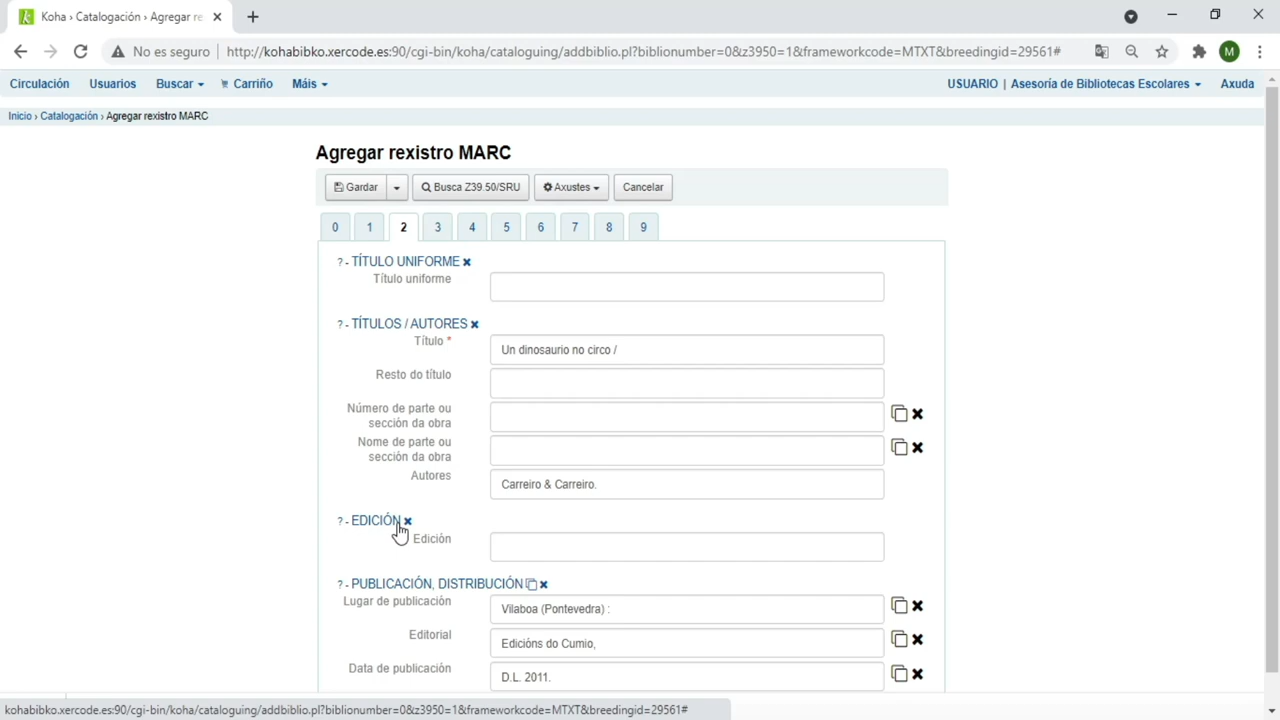 Koha › Catalogación › Agregar re
No es seguro http://kohabibko.xercode.es:90/cgi-bin/koha/cataloguing/addbiblio.pl?biblionumber=0&z3950=1&frameworkcode=MTXT&breedingid=29561#
M
Circulación Usuarios Buscar Carriño Máis USUARIO | Asesoría de Bibliotecas Escolares Axuda
Inicio › Catalogación › Agregar rexistro MARC
Agregar rexistro MARC
Gardar Busca Z39.50/SRU Axustes Cancelar
0 1 2 3 4 5 6 7 8 9
? - TÍTULO UNIFORME
Título uniforme
? - TÍTULOS / AUTORES
Título * Un dinosaurio no circo /
Resto do título
Número de parte ou
sección da obra
Nome de parte ou
sección da obra
Autores Carreiro & Carreiro.
? - EDICIÓN
Edición
? - PUBLICACIÓN, DISTRIBUCIÓN
Lugar de publicación Vilaboa (Pontevedra) :
Editorial Edicións do Cumio,
Data de publicación D.L. 2011.
kohabibko.xercode.es:90/cgi-bin/koha/cataloguing/addbiblio.pl?biblionumber=0&z3950=1&frameworkcode=MTXT&breedingid=29561#